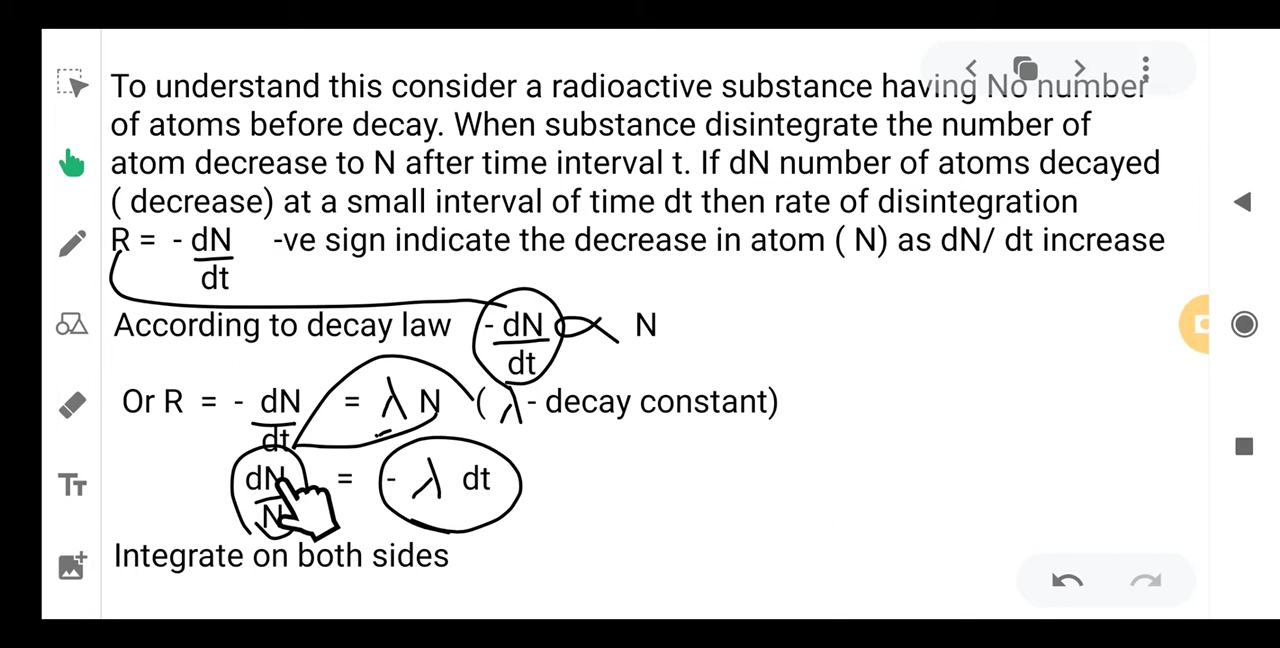 To understand this consider a radioactive substance having No number
of atoms before decay. When substance disintegrate the number of
atom decrease to N after time interval t. If dN number of atoms decayed
( decrease) at a small interval of time dt then rate of disintegration
R = - dN -ve sign indicate the decrease in atom ( N) as dN/ dt increase
dt
According to decay law - dN ∝ N
dt
Or R = - dN = λ N ( λ - decay constant)
dt
dN = - λ dt
N
Integrate on both sides
Tт